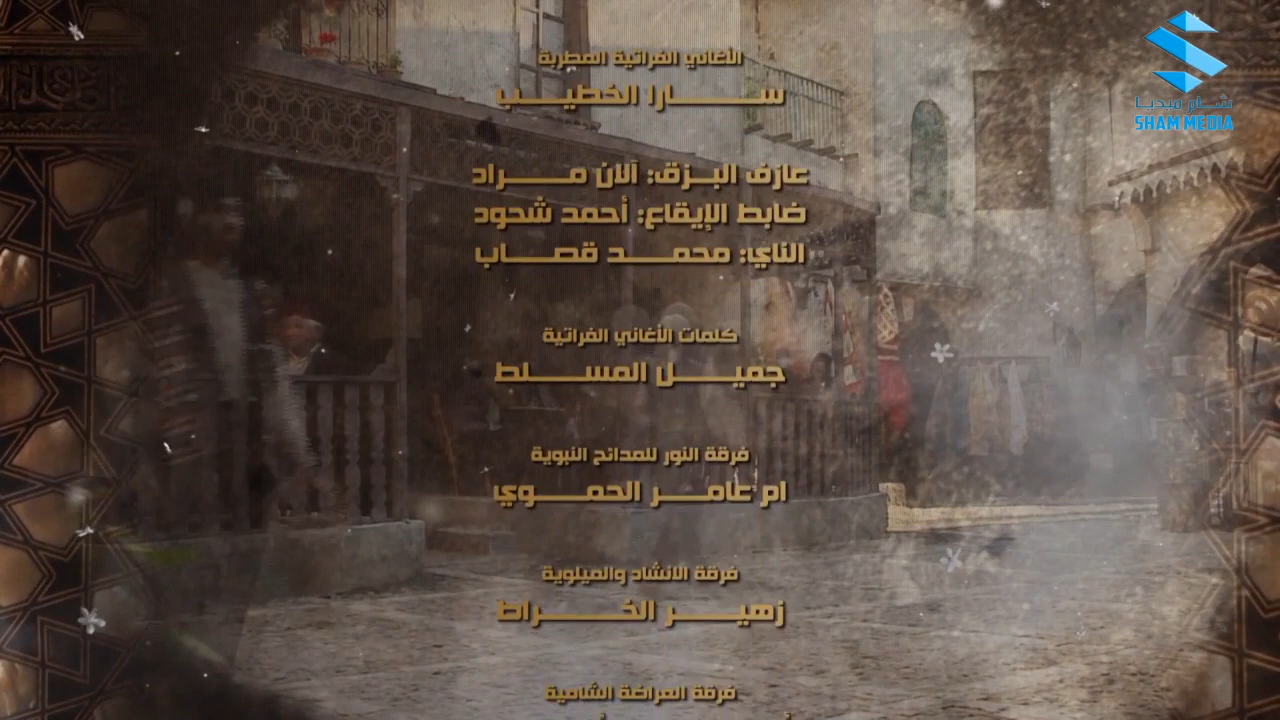 شام ميديا
SHAM MEDIA
الأغاني الفراتية المطربة
سارا الخطيب
عازف البزق: آلان مراد
ضابط الإيقاع: أحمد شحود
الناي: محمد قصاب
كلمات الأغاني الفراتية
جميل المسلط
فرقة النور للمدائح النبوية
ام عامر الحموي
فرقة الانشاد والميلوية
زهير الخراط
فرقة العراضة الشامية